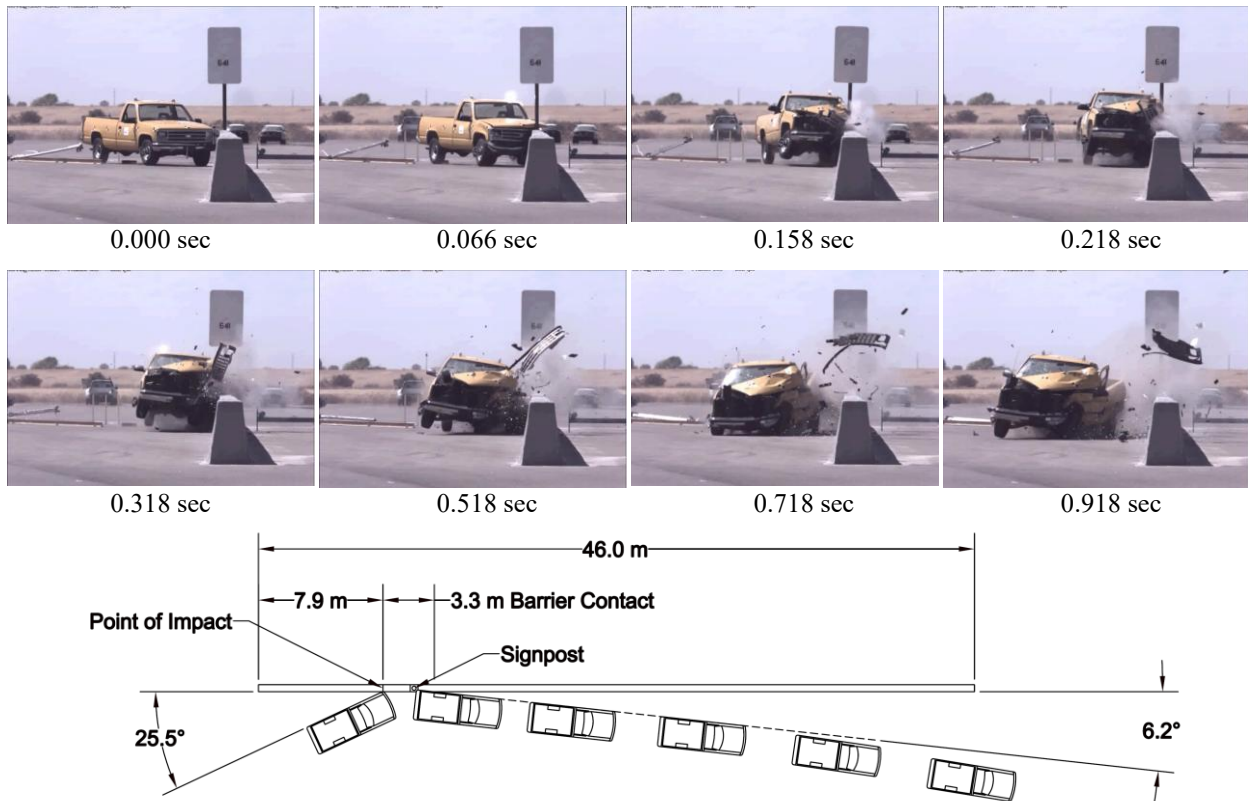 0.000 sec
0.066 sec
0.158 sec
0.218 sec
0.318 sec
0.518 sec
0.718 sec
0.918 sec
46.0 m
7.9 m
3.3 m Barrier Contact
Point of Impact
Signpost
25.5°
6.2°